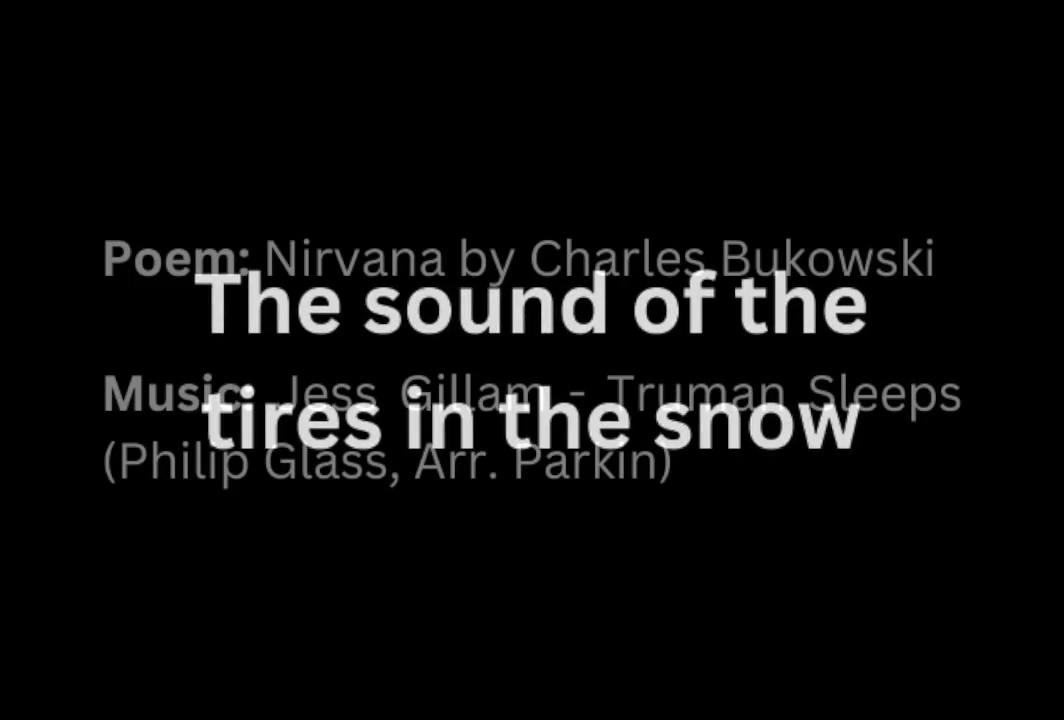 Poem: Nirvana by Charles Bukowski
The sound of the
Music: Jess Gillam - Truman Sleeps
tires in the snow
(Philip Glass, Arr. Parkin)